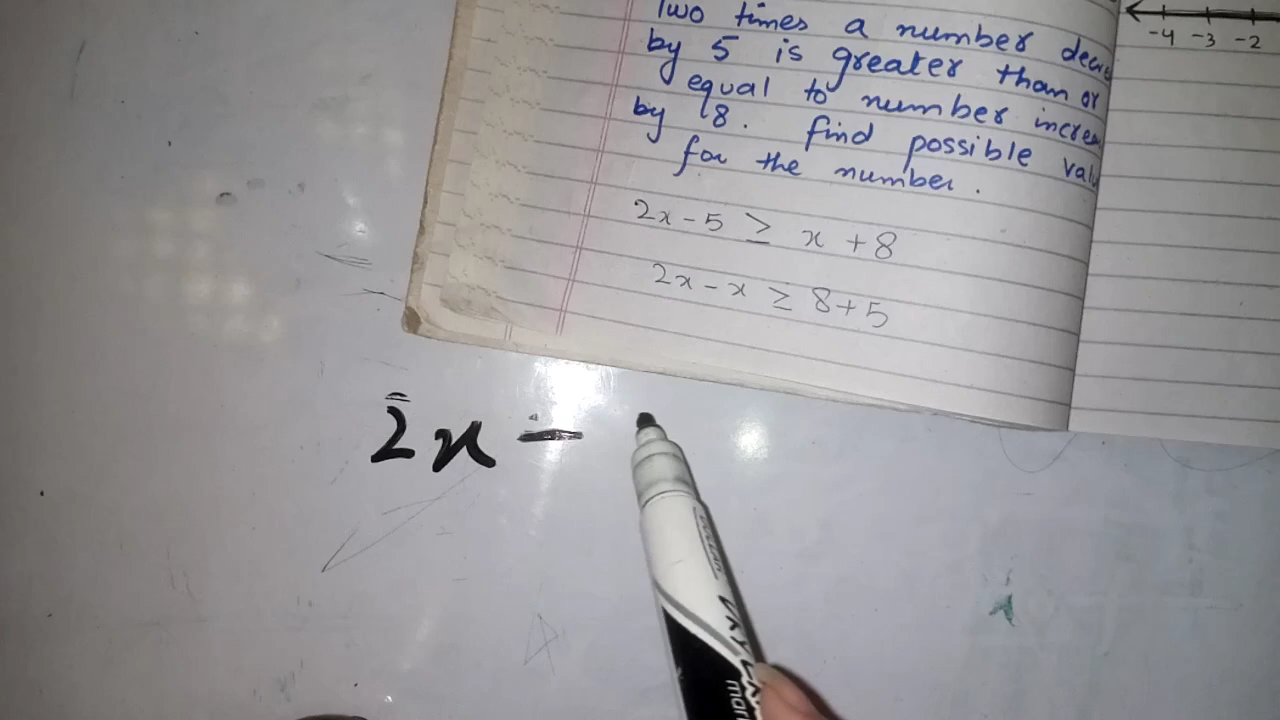 Two times a number
by 5 is greater than or
equal to number
by 8. find possible
for the number.
2x - 5 ≥ x + 8
2x - x ≥ 8 + 5
2x -
-4 -3 -2